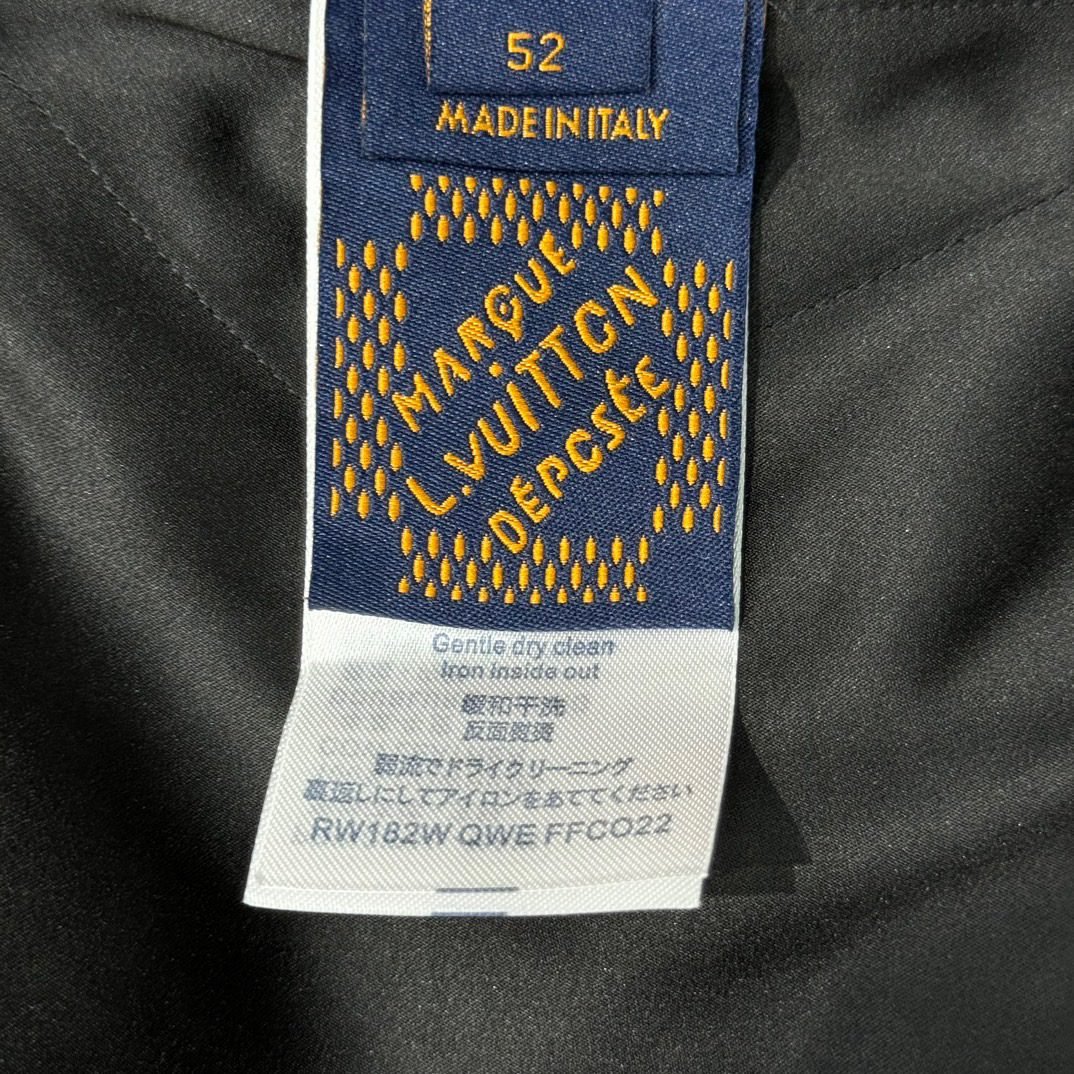 52
MADE IN ITALY
MARQUE
L.VUITTON
DÉPOSÉE
Gentle dry clean
Iron inside out
缓和干洗
反面熨烫
弱流でドライクリーニング
裏返しにしてアイロンをあててください
RW182W QWE FFCO22